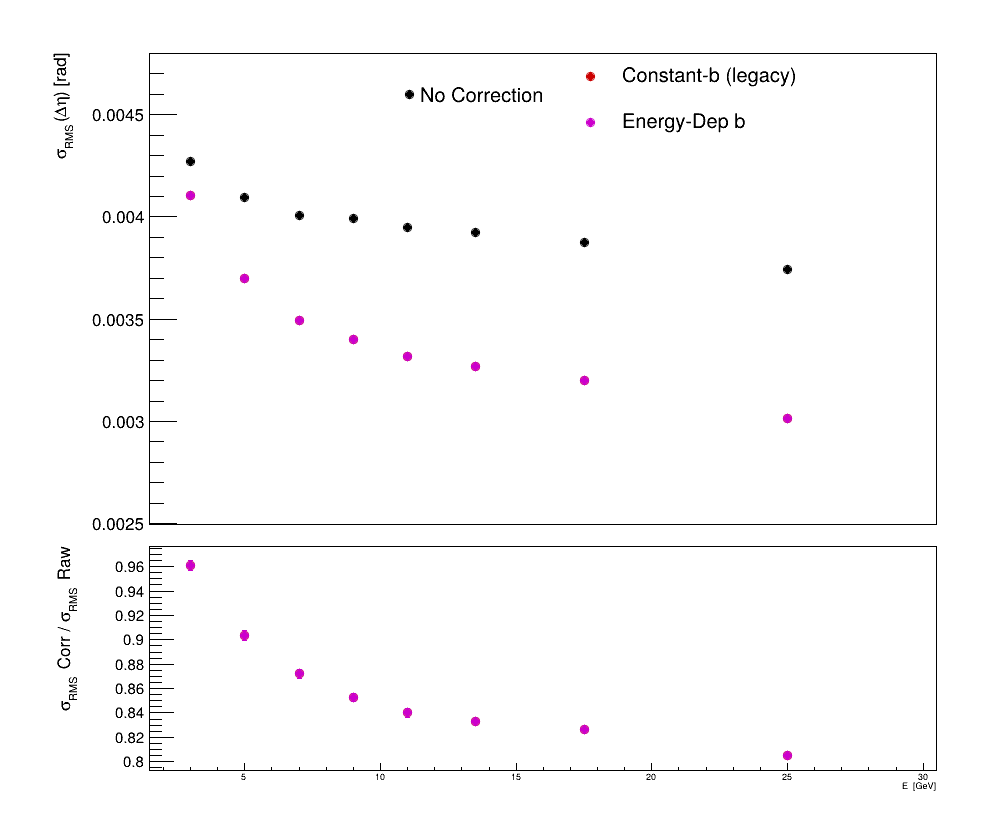 σRMS (Δη) [rad]
No Correction
Constant-b (legacy)
Energy-Dep b
0.0045
0.004
0.0035
0.003
0.0025
σRMS Corr / σRMS Raw
0.96
0.94
0.92
0.9
0.88
0.86
0.84
0.82
0.8
5 10 15 20 25 30
E [GeV]